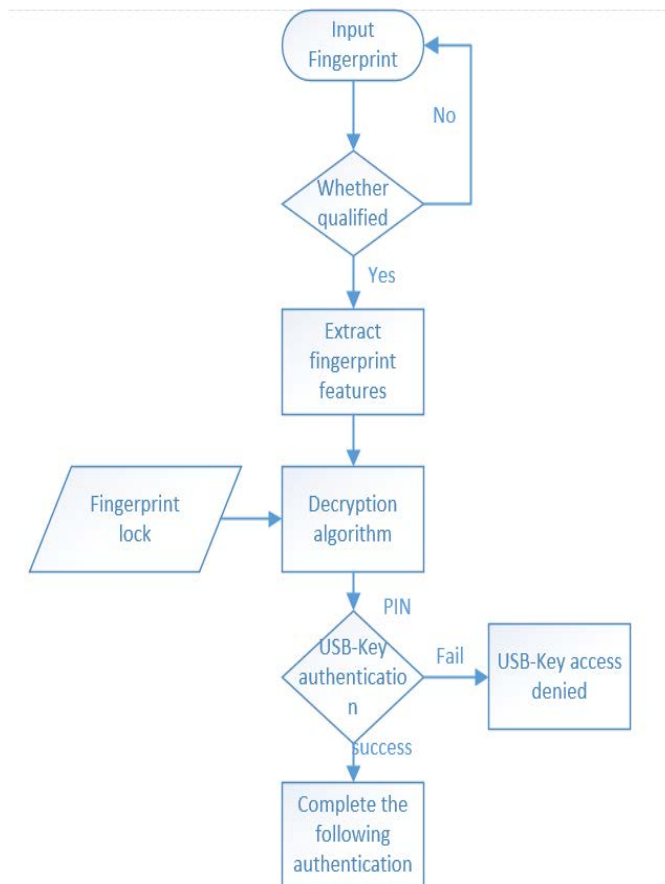 Input
Fingerprint
No
Whether
qualified
Yes
Extract
fingerprint
features
Fingerprint
lock
Decryption
algorithm
PIN
USB-Key
authenticatio
n
Fail
USB-Key access
denied
success
Complete the
following
authentication